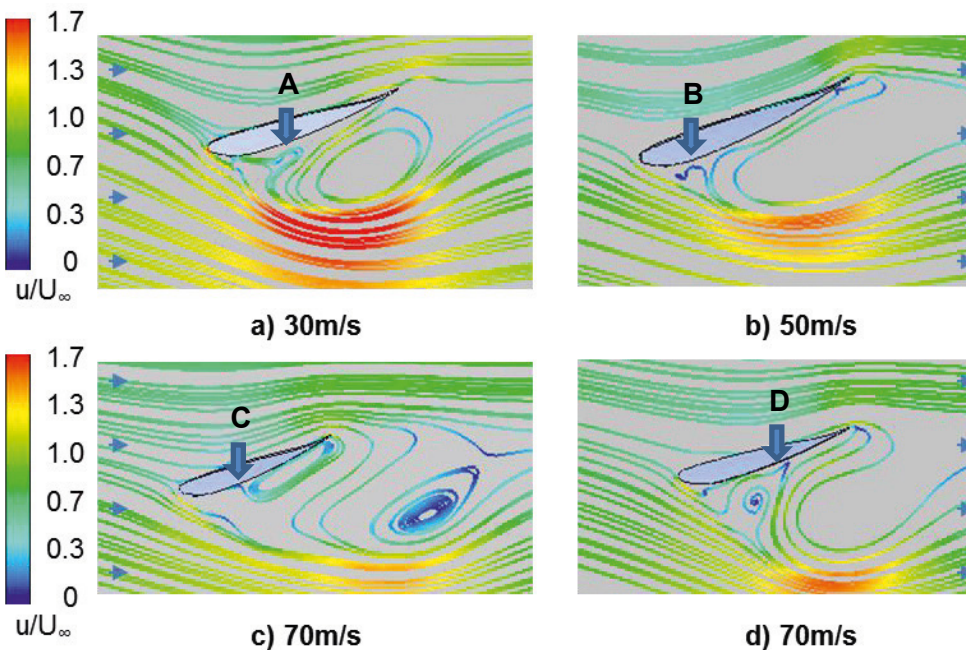 1.7
1.3
1.0
0.7
0.3
0
u/U∞
A
a) 30m/s
B
b) 50m/s
1.7
1.3
1.0
0.7
0.3
0
u/U∞
C
c) 70m/s
D
d) 70m/s